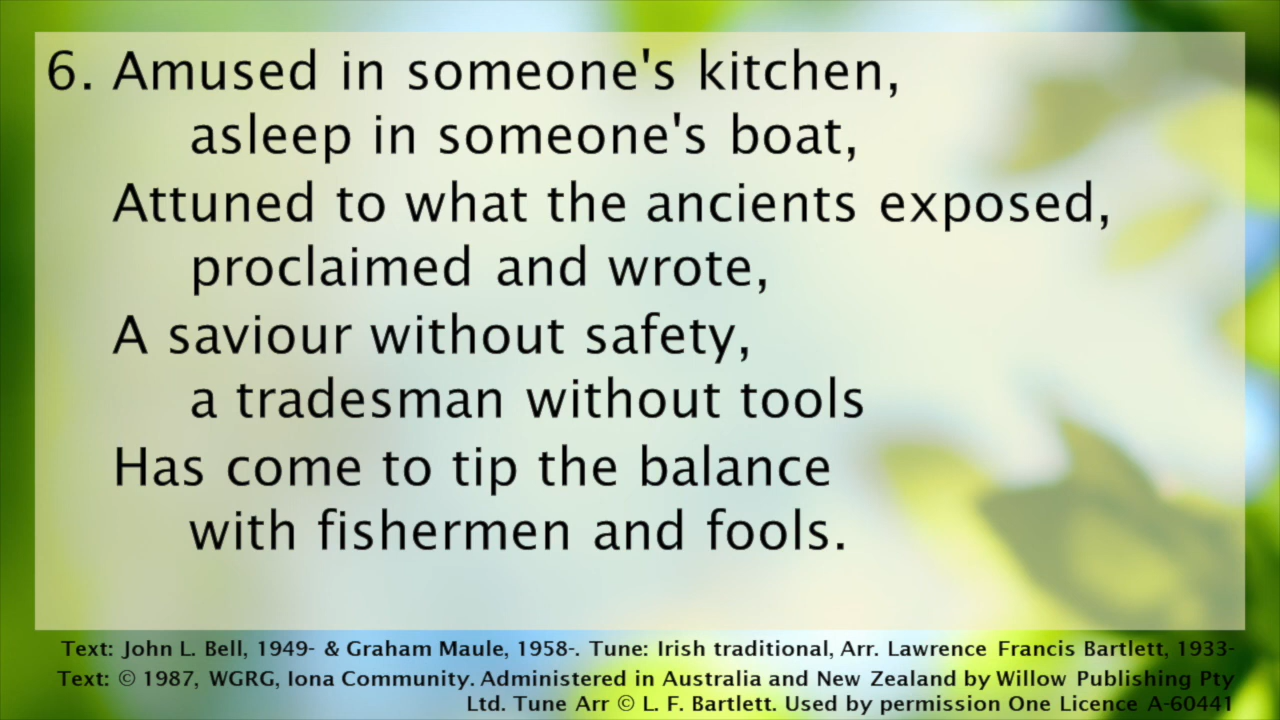 6. Amused in someone's kitchen,
asleep in someone's boat,
Attuned to what the ancients exposed,
proclaimed and wrote,
A saviour without safety,
a tradesman without tools
Has come to tip the balance
with fishermen and fools.
Text: John L. Bell, 1949- & Graham Maule, 1958-. Tune: Irish traditional, Arr. Lawrence Francis Bartlett, 1933-
Text: © 1987, WGRG, Iona Community. Administered in Australia and New Zealand by Willow Publishing Pty
Ltd. Tune Arr © L. F. Bartlett. Used by permission One Licence A-60441